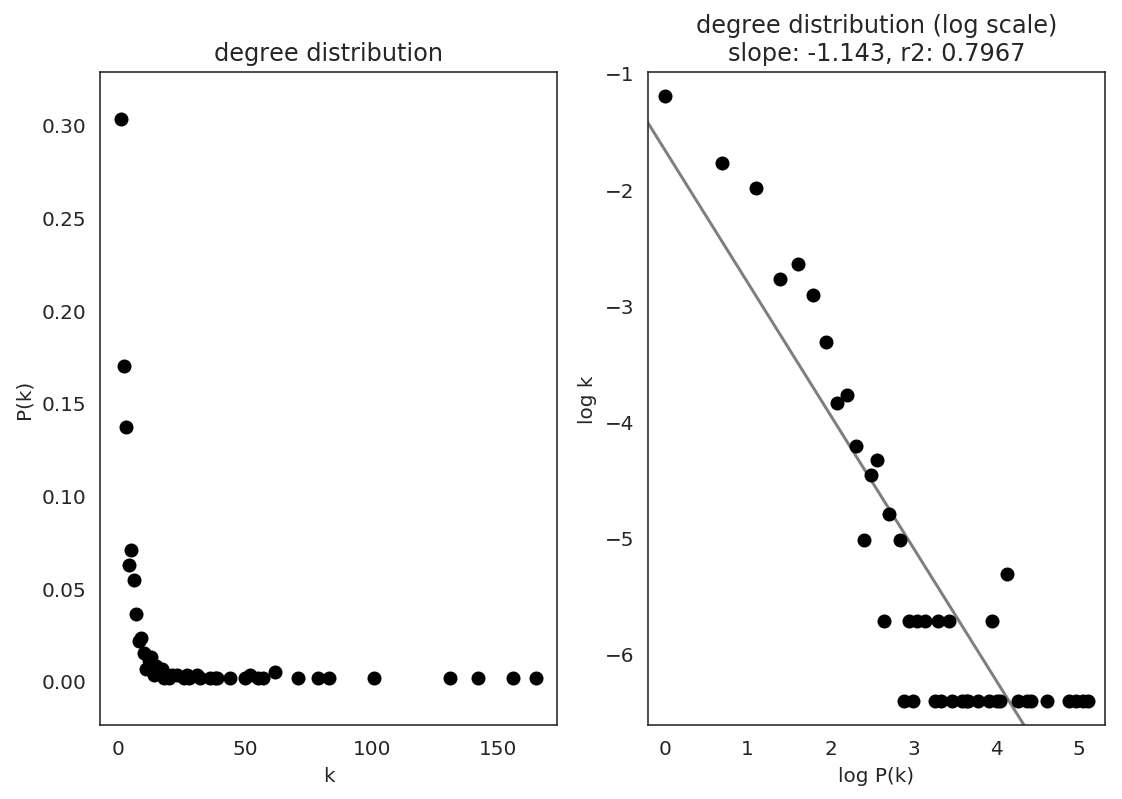 degree distribution
0.30
0.25
0.20
0.15
0.10
0.05
0.00
P(k)
0 50 100 150
k
degree distribution (log scale)
slope: -1.143, r2: 0.7967
−1
−2
−3
−4
−5
−6
log k
0 1 2 3 4 5
log P(k)